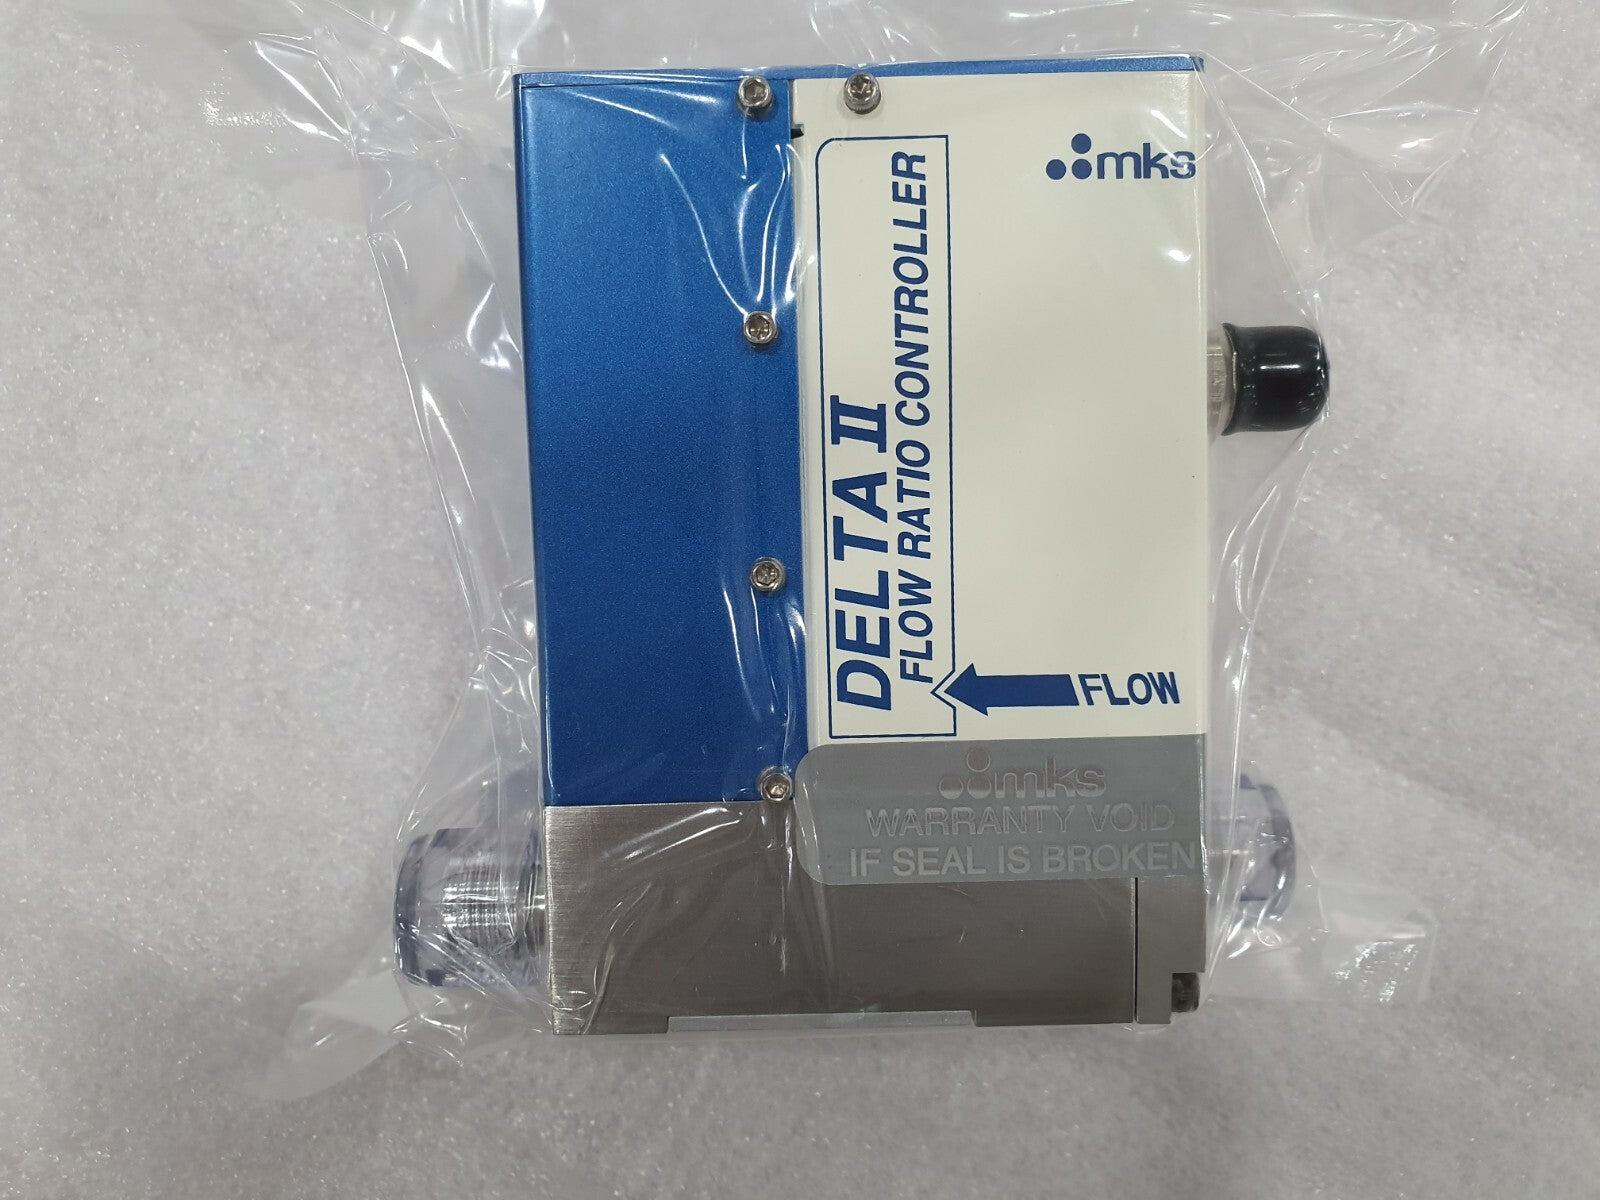 mks
DELTA II
FLOW RATIO CONTROLLER
FLOW
mks
WARRANTY VOID
IF SEAL IS BROKEN